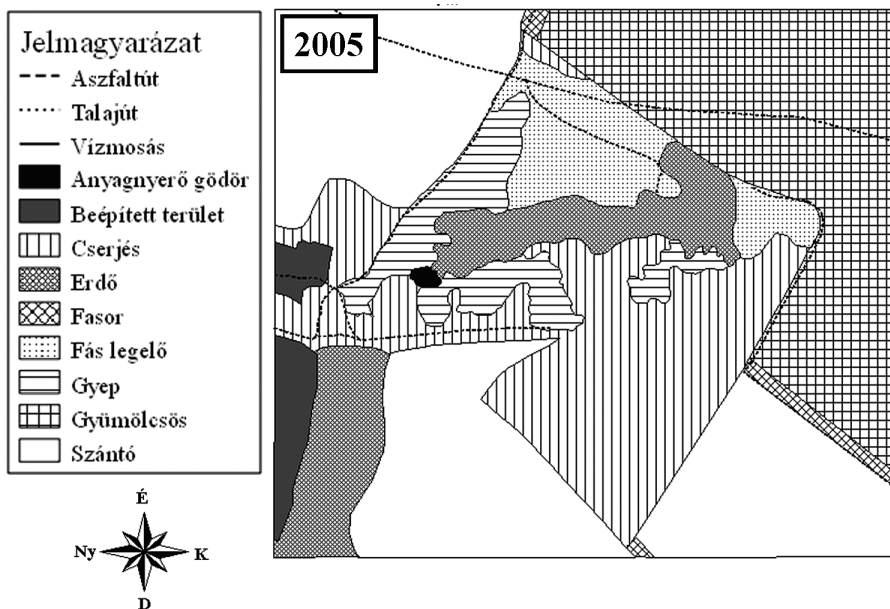 2005
Jelmagyarázat
Aszfaltút
Talajút
Vízmosás
Anyagnyerő gödör
Beépített terület
Cserjés
Erdő
Fasor
Fás legelő
Gyep
Gyümölcsös
Szántó
É
Ny
K
D